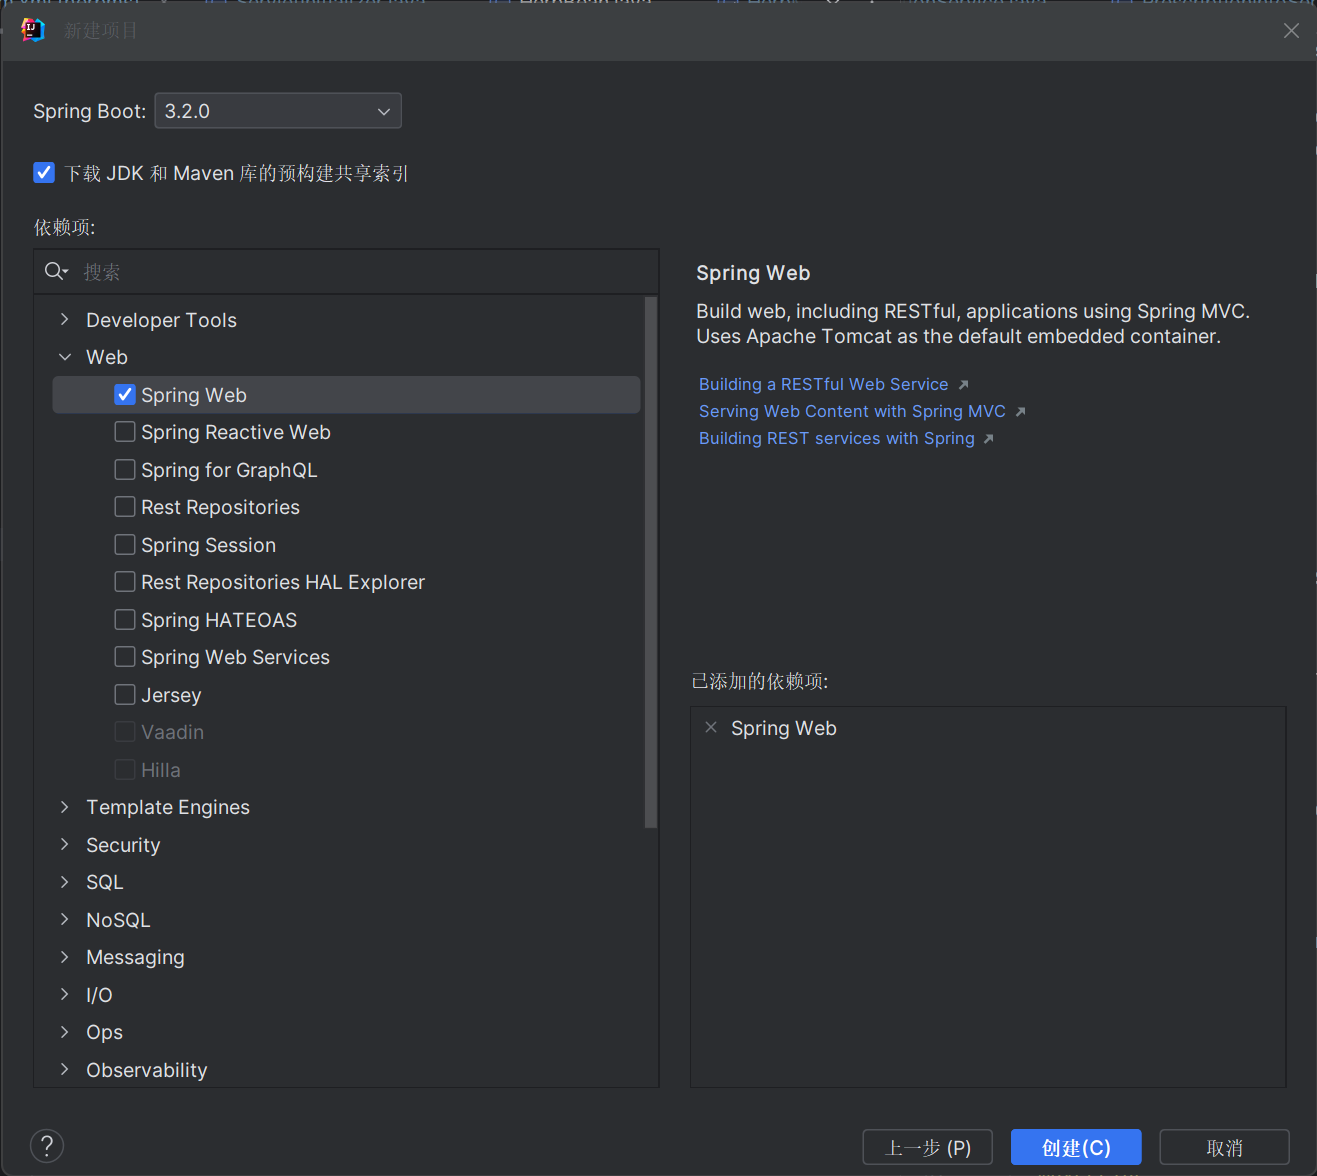 新建项目
Spring Boot: 3.2.0
下载 JDK 和 Maven 库的预构建共享索引
依赖项:
搜索
Developer Tools
Web
Spring Web
Spring Reactive Web
Spring for GraphQL
Rest Repositories
Spring Session
Rest Repositories HAL Explorer
Spring HATEOAS
Spring Web Services
Jersey
Vaadin
Hilla
Template Engines
Security
SQL
NoSQL
Messaging
I/O
Ops
Observability
Spring Web
Build web, including RESTful, applications using Spring MVC.
Uses Apache Tomcat as the default embedded container.
Building a RESTful Web Service
Serving Web Content with Spring MVC
Building REST services with Spring
已添加的依赖项:
Spring Web
?
上一步 (P)
创建(C)
取消